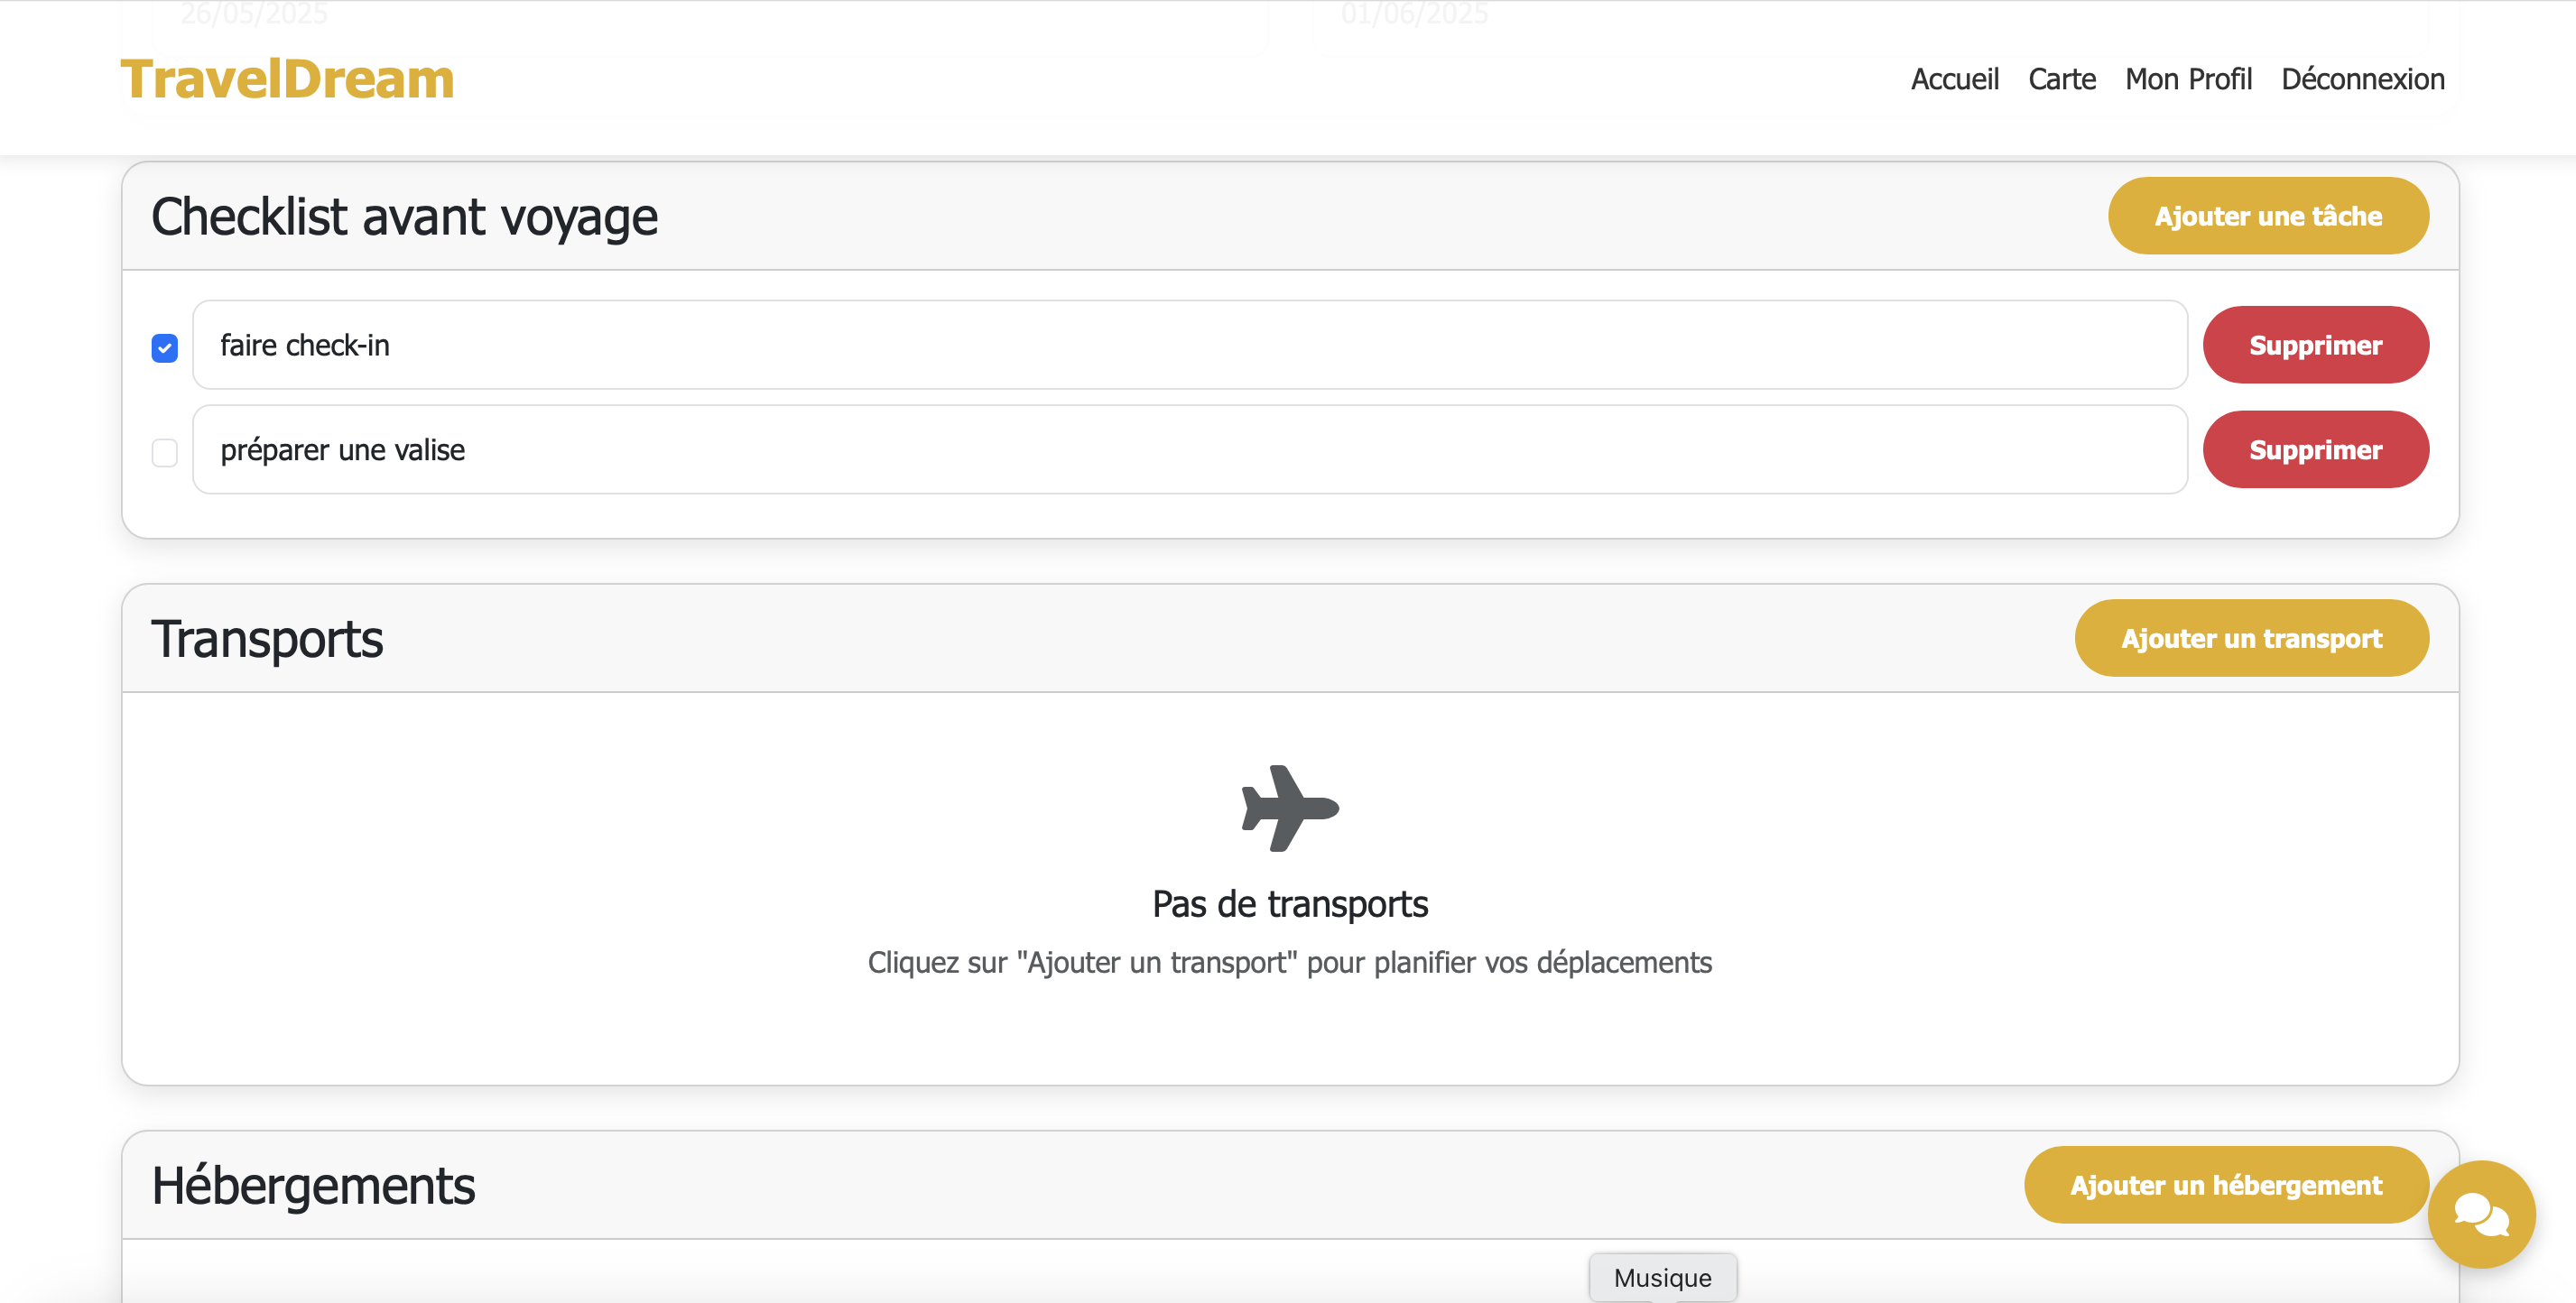 26/05/2025 01/06/2025
TravelDream Accueil Carte Mon Profil Déconnexion
Checklist avant voyage Ajouter une tâche
faire check-in Supprimer
préparer une valise Supprimer
Transports Ajouter un transport
Pas de transports
Cliquez sur "Ajouter un transport" pour planifier vos déplacements
Hébergements Ajouter un hébergement
Musique